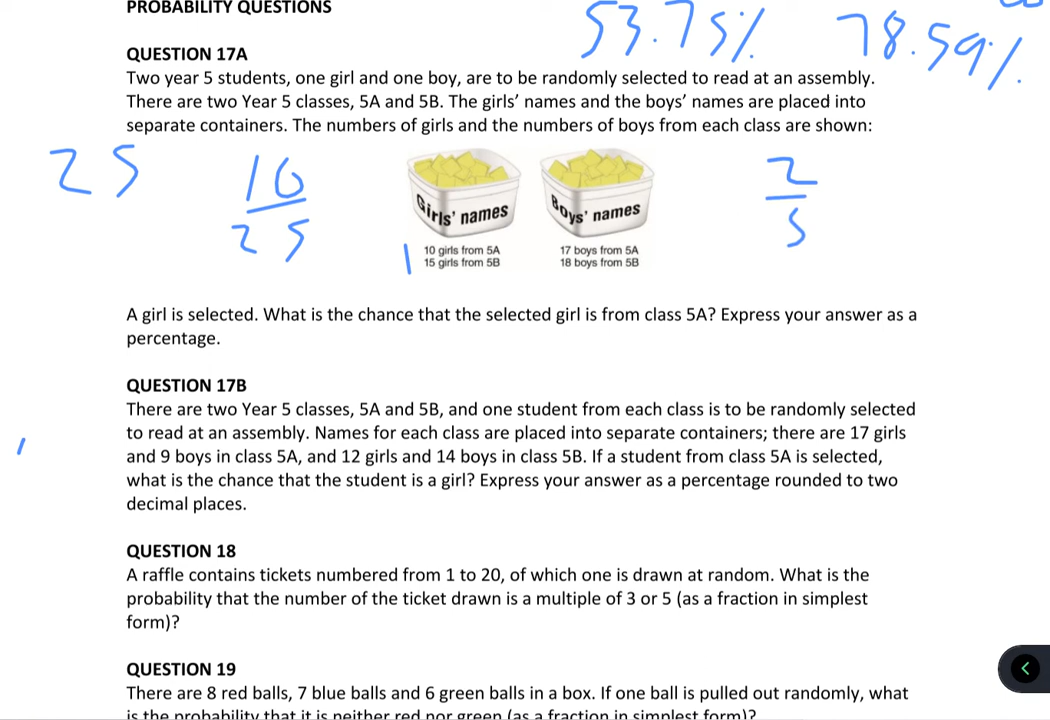 PROBABILITY QUESTIONS
53.75% 78.59%
QUESTION 17A
Two year 5 students, one girl and one boy, are to be randomly selected to read at an assembly.
There are two Year 5 classes, 5A and 5B. The girls' names and the boys' names are placed into
separate containers. The numbers of girls and the numbers of boys from each class are shown:
25
10
25
Girls' names
Boys' names
2
5
10 girls from 5A
15 girls from 5B
17 boys from 5A
18 boys from 5B
A girl is selected. What is the chance that the selected girl is from class 5A? Express your answer as a
percentage.
QUESTION 17B
There are two Year 5 classes, 5A and 5B, and one student from each class is to be randomly selected
to read at an assembly. Names for each class are placed into separate containers; there are 17 girls
and 9 boys in class 5A, and 12 girls and 14 boys in class 5B. If a student from class 5A is selected,
what is the chance that the student is a girl? Express your answer as a percentage rounded to two
decimal places.
QUESTION 18
A raffle contains tickets numbered from 1 to 20, of which one is drawn at random. What is the
probability that the number of the ticket drawn is a multiple of 3 or 5 (as a fraction in simplest
form)?
QUESTION 19
There are 8 red balls, 7 blue balls and 6 green balls in a box. If one ball is pulled out randomly, what
is the probability that it is neither red nor green (as a fraction in simplest form)?